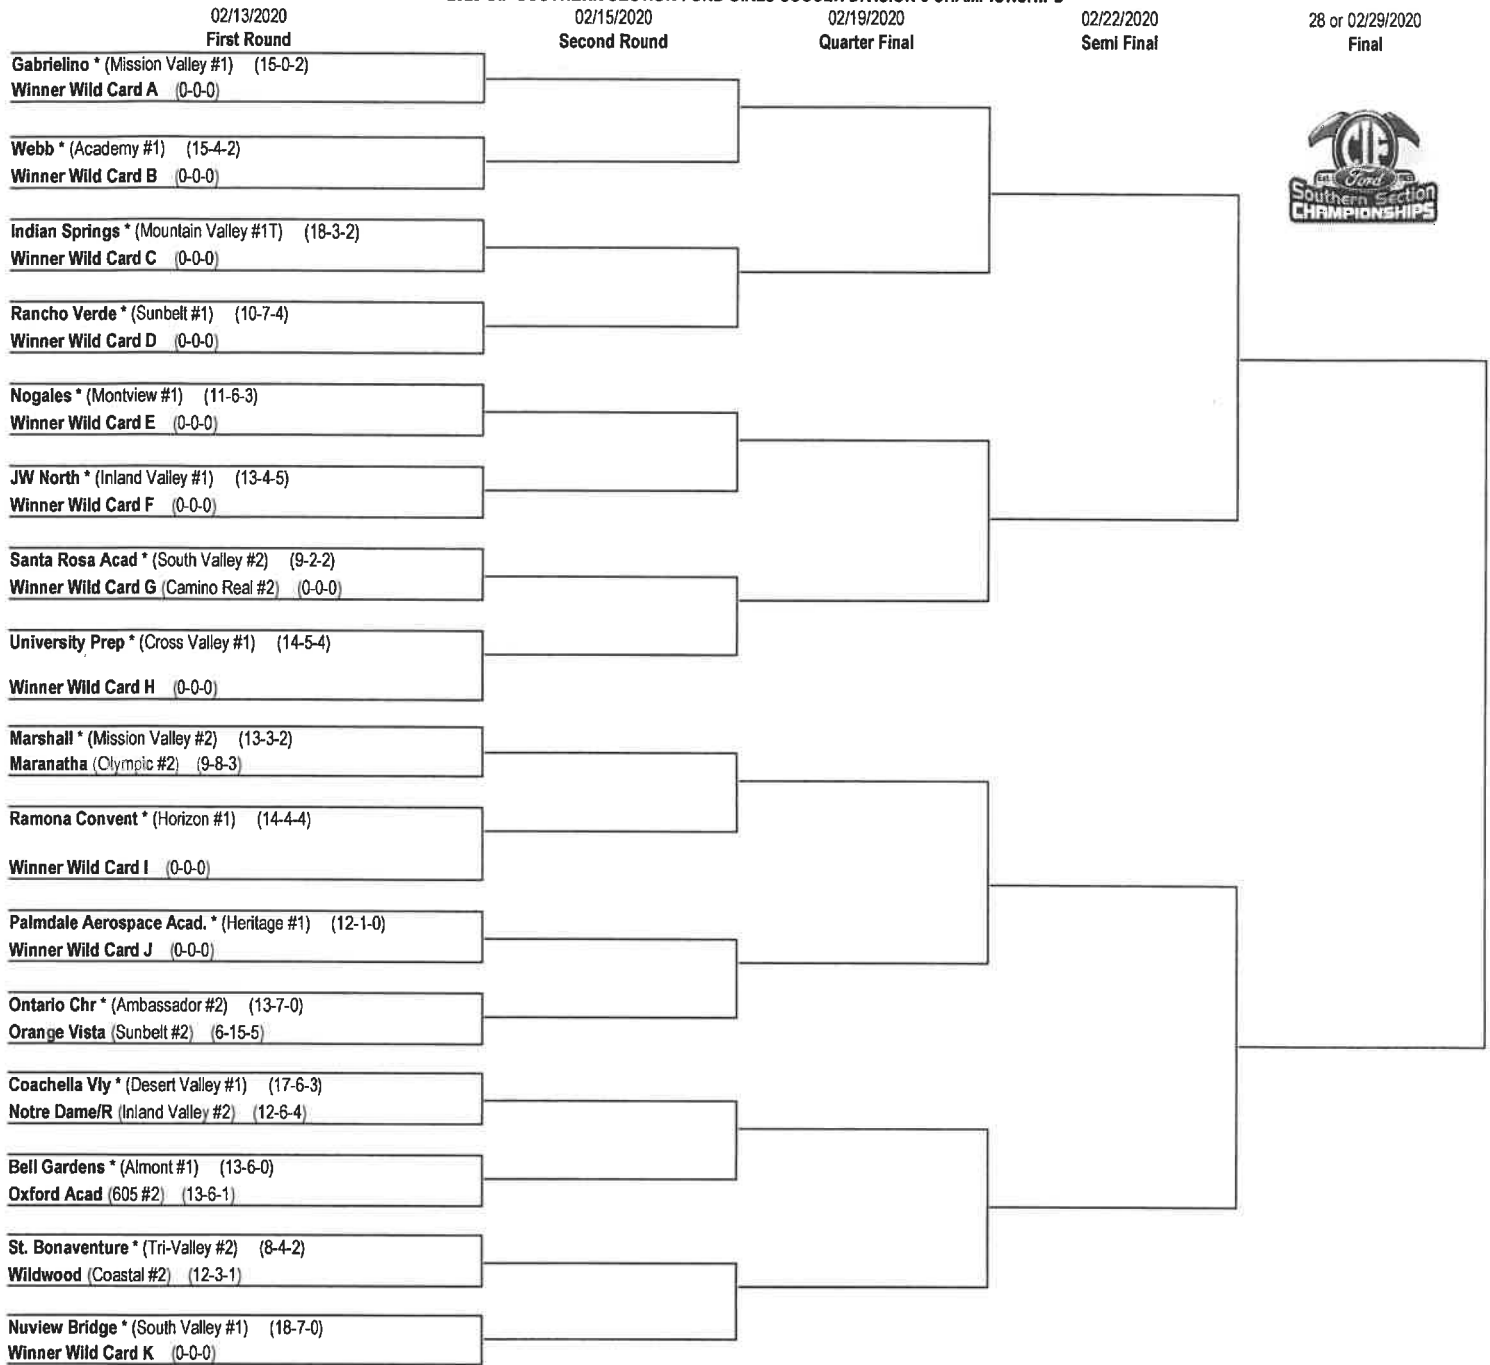 02/13/2020
First Round
02/15/2020
Second Round
02/19/2020
Quarter Final
02/22/2020
Semi Final
28 or 02/29/2020
Final
CIF
Ford
Southern Section
CHAMPIONSHIPS
Gabrielino * (Mission Valley #1) (15-0-2)
Winner Wild Card A (0-0-0)
Webb * (Academy #1) (15-4-2)
Winner Wild Card B (0-0-0)
Indian Springs * (Mountain Valley #1T) (18-3-2)
Winner Wild Card C (0-0-0)
Rancho Verde * (Sunbelt #1) (10-7-4)
Winner Wild Card D (0-0-0)
Nogales * (Montview #1) (11-6-3)
Winner Wild Card E (0-0-0)
JW North * (Inland Valley #1) (13-4-5)
Winner Wild Card F (0-0-0)
Santa Rosa Acad * (South Valley #2) (9-2-2)
Winner Wild Card G (Camino Real #2) (0-0-0)
University Prep * (Cross Valley #1) (14-5-4)
Winner Wild Card H (0-0-0)
Marshall * (Mission Valley #2) (13-3-2)
Maranatha (Olympic #2) (9-8-3)
Ramona Convent * (Horizon #1) (14-4-4)
Winner Wild Card I (0-0-0)
Palmdale Aerospace Acad. * (Heritage #1) (12-1-0)
Winner Wild Card J (0-0-0)
Ontario Chr * (Ambassador #2) (13-7-0)
Orange Vista (Sunbelt #2) (6-15-5)
Coachella Vly * (Desert Valley #1) (17-6-3)
Notre Dame/R (Inland Valley #2) (12-6-4)
Bell Gardens * (Almont #1) (13-6-0)
Oxford Acad (605 #2) (13-6-1)
St. Bonaventure * (Tri-Valley #2) (8-4-2)
Wildwood (Coastal #2) (12-3-1)
Nuview Bridge * (South Valley #1) (18-7-0)
Winner Wild Card K (0-0-0)